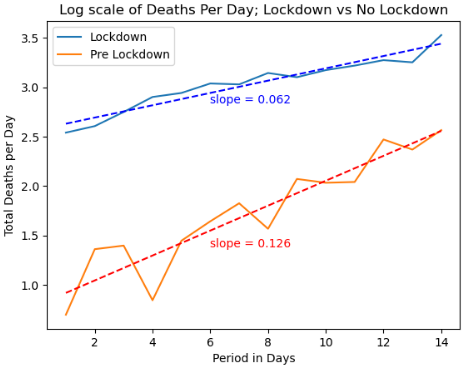 Log scale of Deaths Per Day; Lockdown vs No Lockdown
Lockdown
Pre Lockdown
slope = 0.062
slope = 0.126
Total Deaths per Day
3.5
3.0
2.5
2.0
1.5
1.0
2
4
6
8
10
12
14
Period in Days